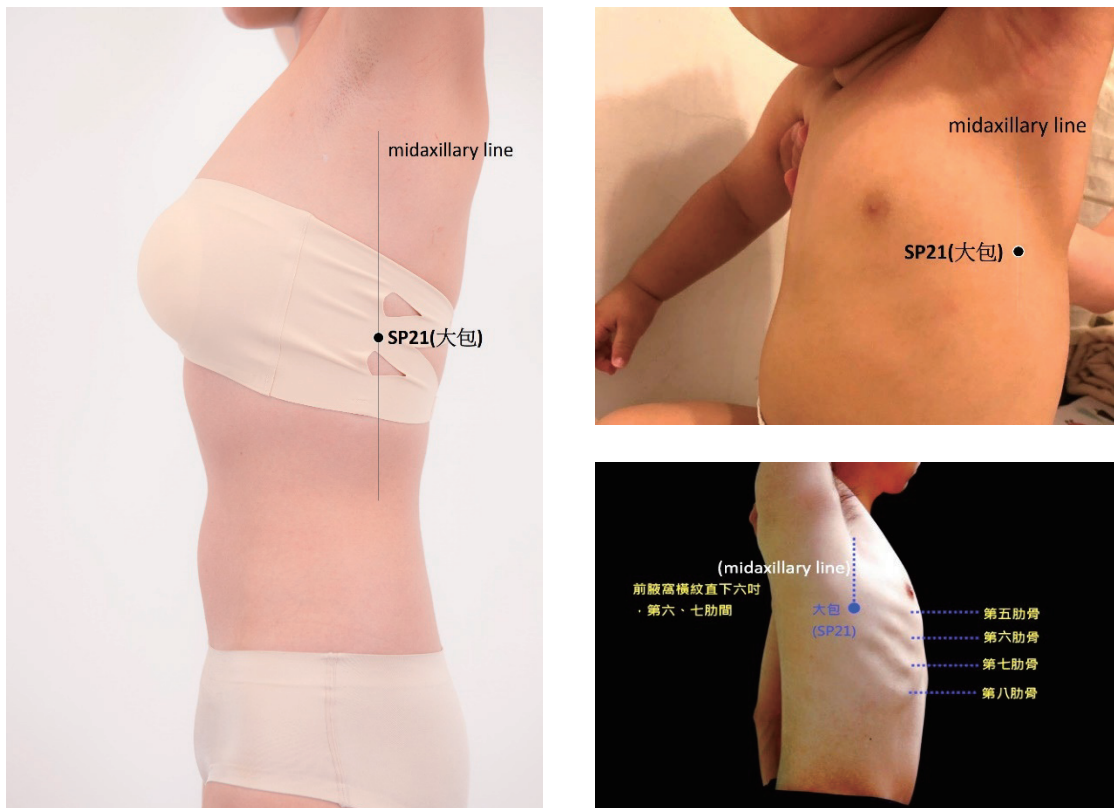 midaxillary line
SP21(大包)
midaxillary line
SP21(大包)
(midaxillary line)
前腋窩橫紋直下六吋
．第六、七肋間
大包
(SP21)
第五肋骨
第六肋骨
第七肋骨
第八肋骨